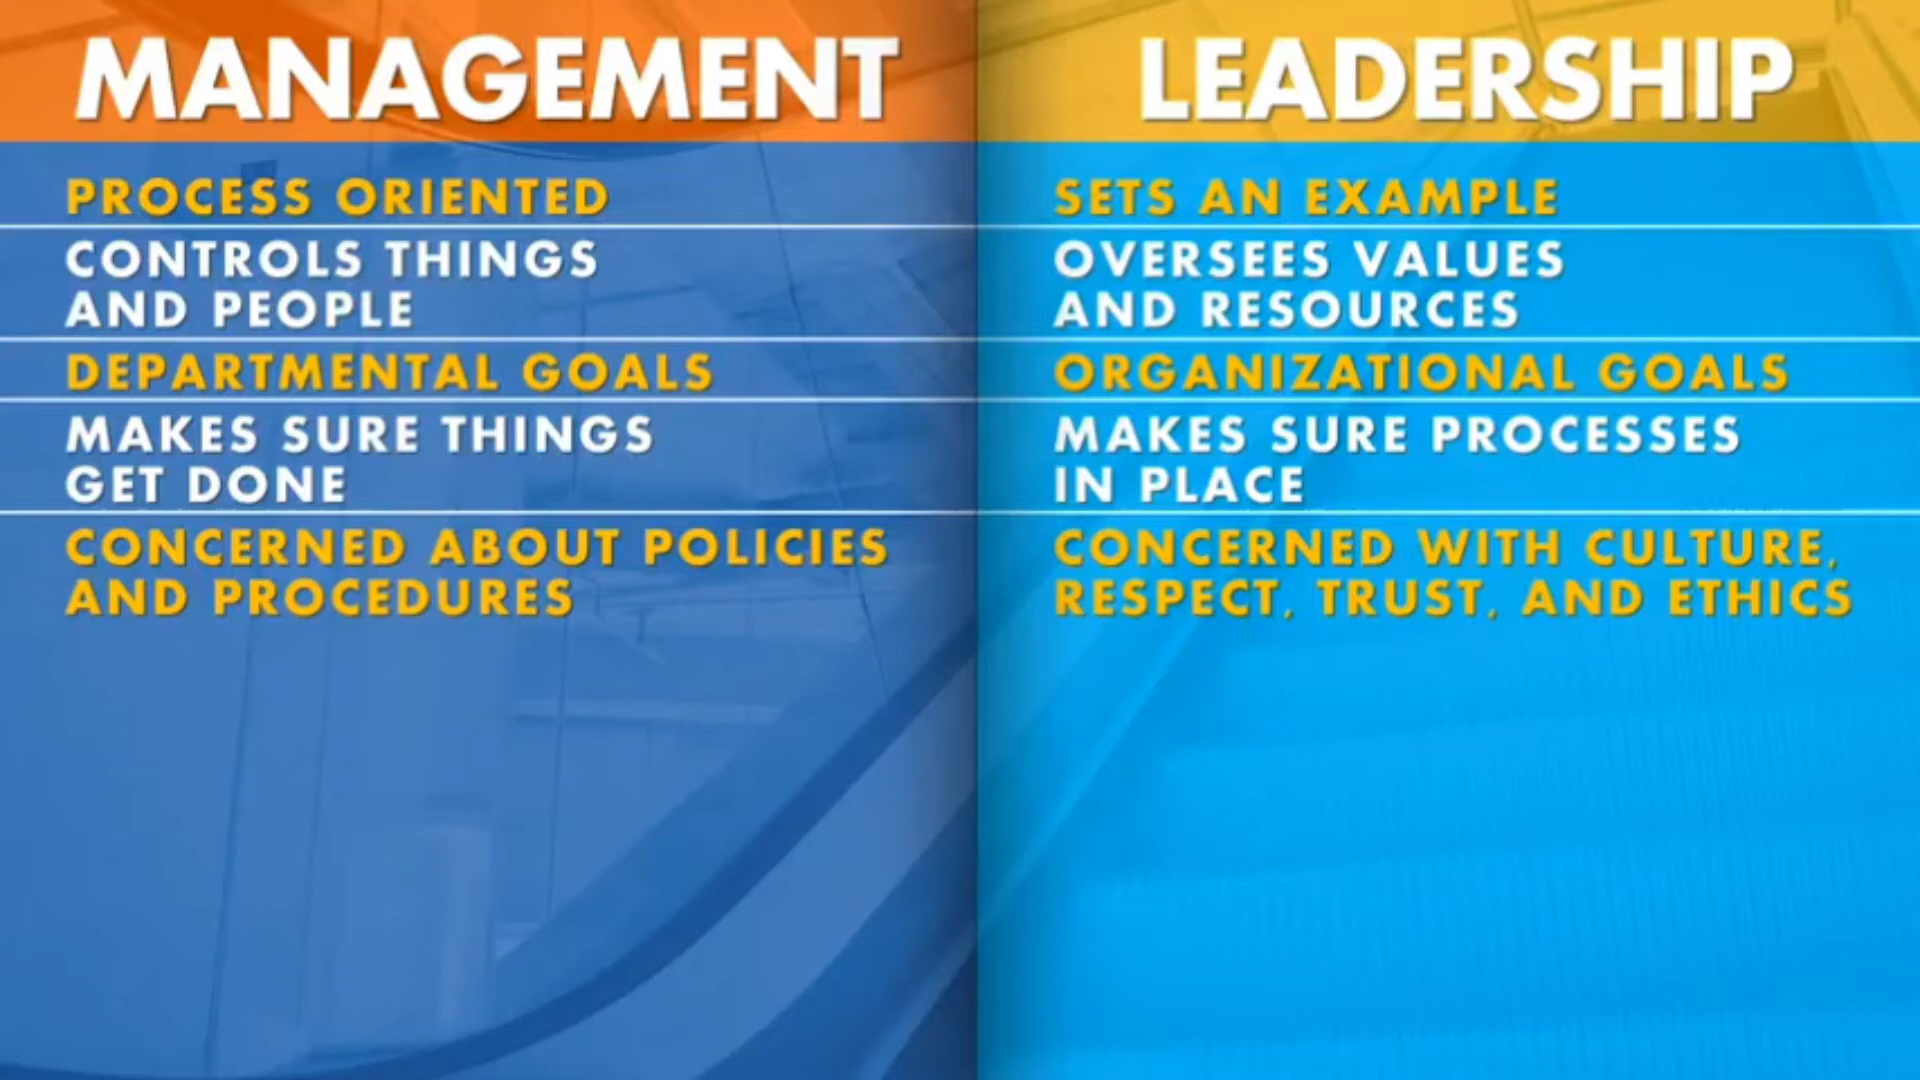 MANAGEMENT
PROCESS ORIENTED
CONTROLS THINGS
AND PEOPLE
DEPARTMENTAL GOALS
MAKES SURE THINGS
GET DONE
CONCERNED ABOUT POLICIES
AND PROCEDURES
LEADERSHIP
SETS AN EXAMPLE
OVERSEES VALUES
AND RESOURCES
ORGANIZATIONAL GOALS
MAKES SURE PROCESSES
IN PLACE
CONCERNED WITH CULTURE,
RESPECT, TRUST, AND ETHICS